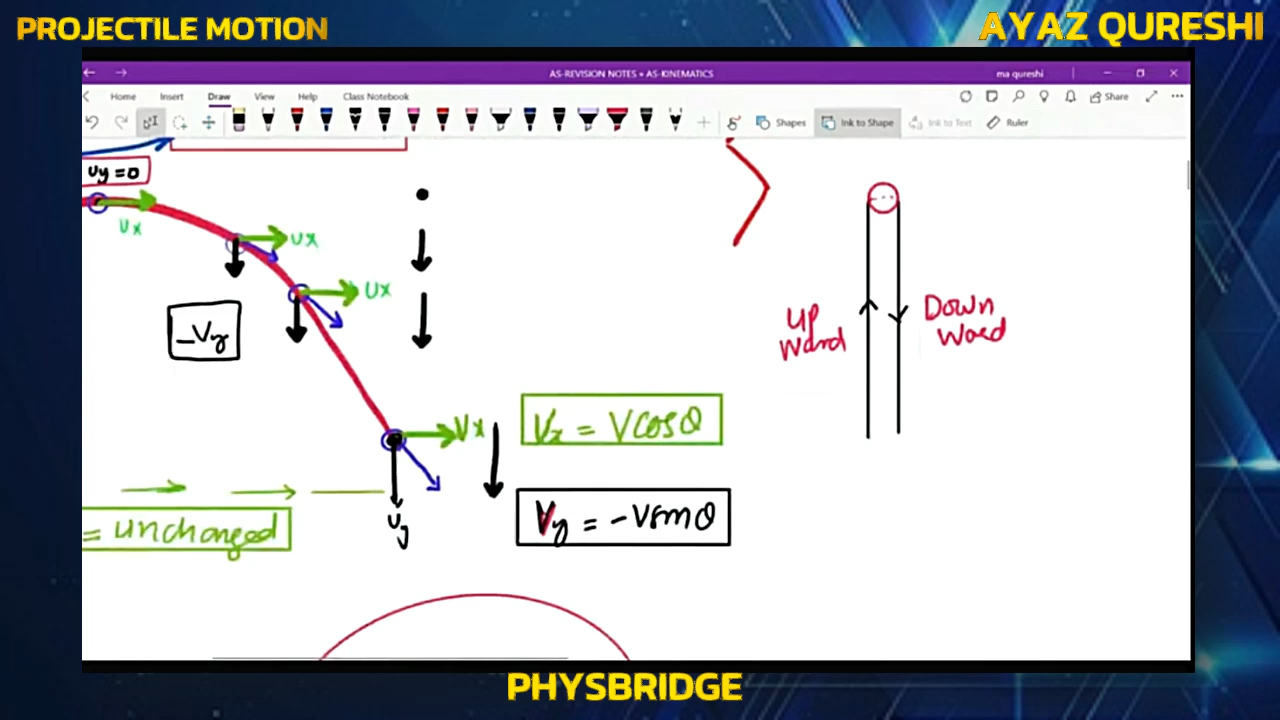 PROJECTILE MOTION
AYAZ QURESHI
AS-REVISION NOTES + AS-KINEMATICS
ma qureshi
Home Insert Draw View Help Class Notebook
Share
Shapes
Ink to Shape
Ink to Text
Ruler
uy=0
Ux
Ux
Ux
-Vy
Up
Ward
Down
Ward
Vx
Vx = Vcosθ
Vy = -Vsinθ
Vy
= unchanged
PHYSBRIDGE